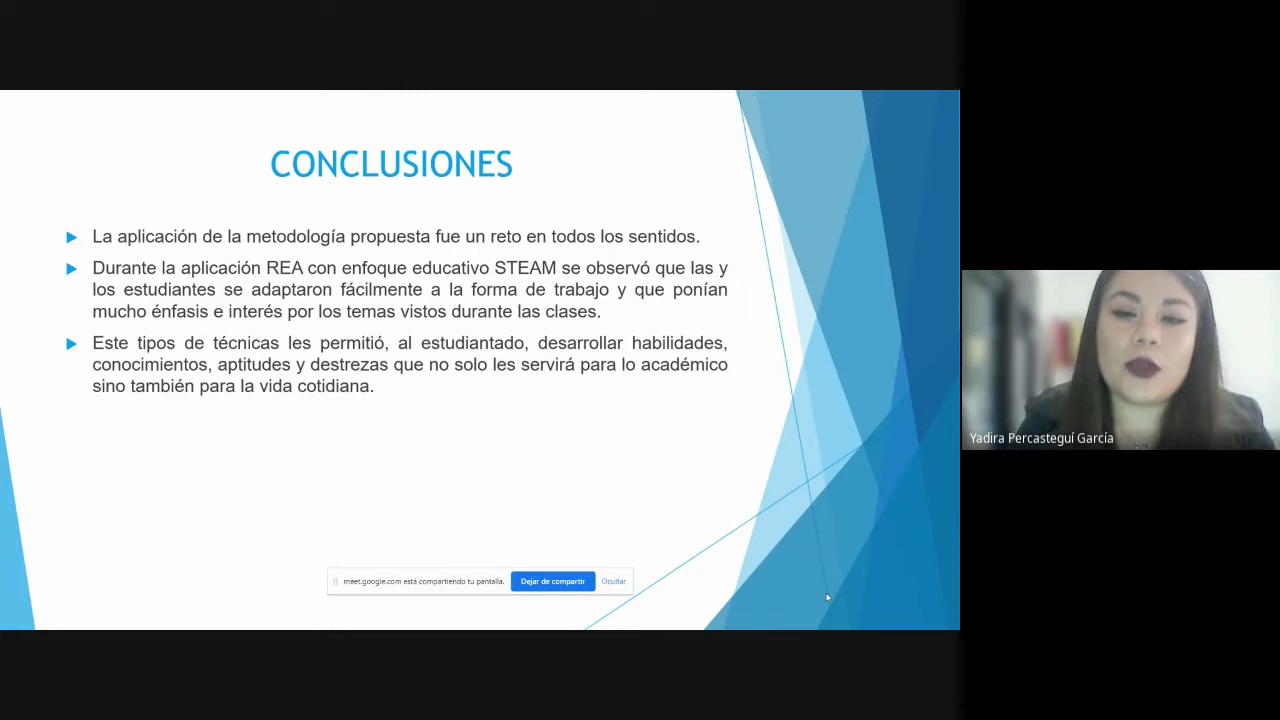 CONCLUSIONES
La aplicación de la metodología propuesta fue un reto en todos los sentidos.
Durante la aplicación REA con enfoque educativo STEAM se observó que las y
los estudiantes se adaptaron fácilmente a la forma de trabajo y que ponían
mucho énfasis e interés por los temas vistos durante las clases.
Este tipos de técnicas les permitió, al estudiantado, desarrollar habilidades,
conocimientos, aptitudes y destrezas que no solo les servirá para lo académico
sino también para la vida cotidiana.
meet.google.com está compartiendo tu pantalla. Dejar de compartir Ocultar
Yadira Percasteguí García